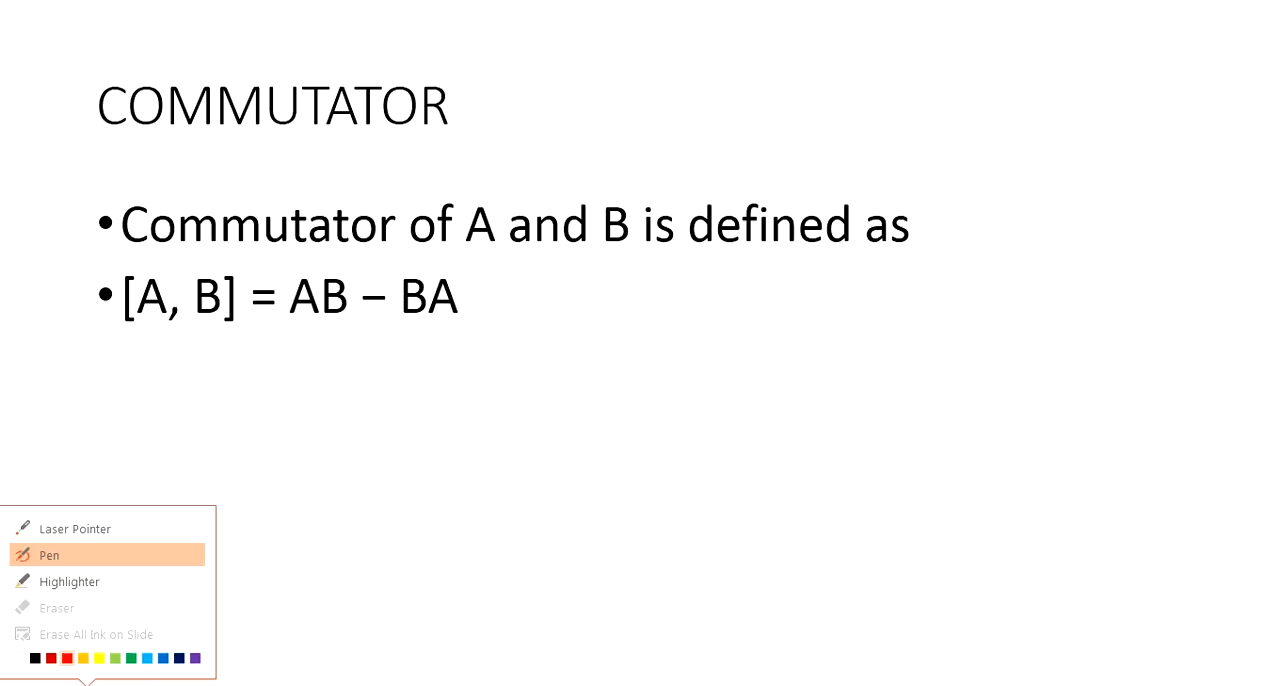 COMMUTATOR
•Commutator of A and B is defined as
•[A, B] = AB – BA
Laser Pointer
Pen
Highlighter
Eraser
Erase All Ink on Slide